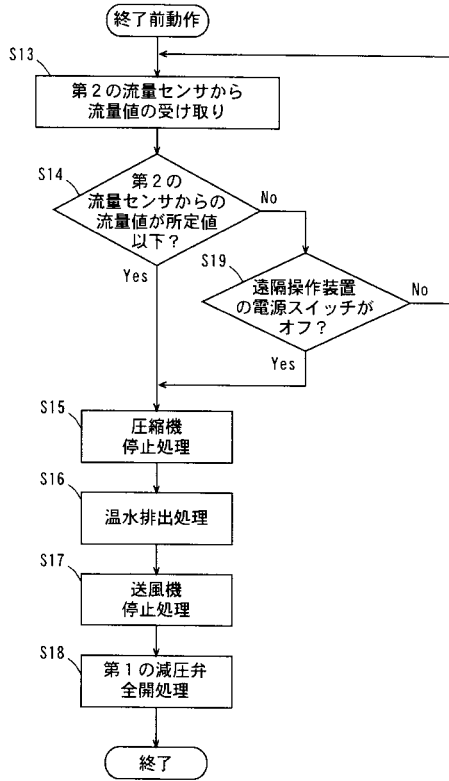 終了前動作
S13
第2の流量センサから
流量値の受け取り
S14
第2の
流量センサからの
流量値が所定値
以下?
No
Yes
S19
遠隔操作装置
の電源スイッチが
オフ?
No
Yes
S15
圧縮機
停止処理
S16
温水排出処理
S17
送風機
停止処理
S18
第1の減圧弁
全開処理
終了